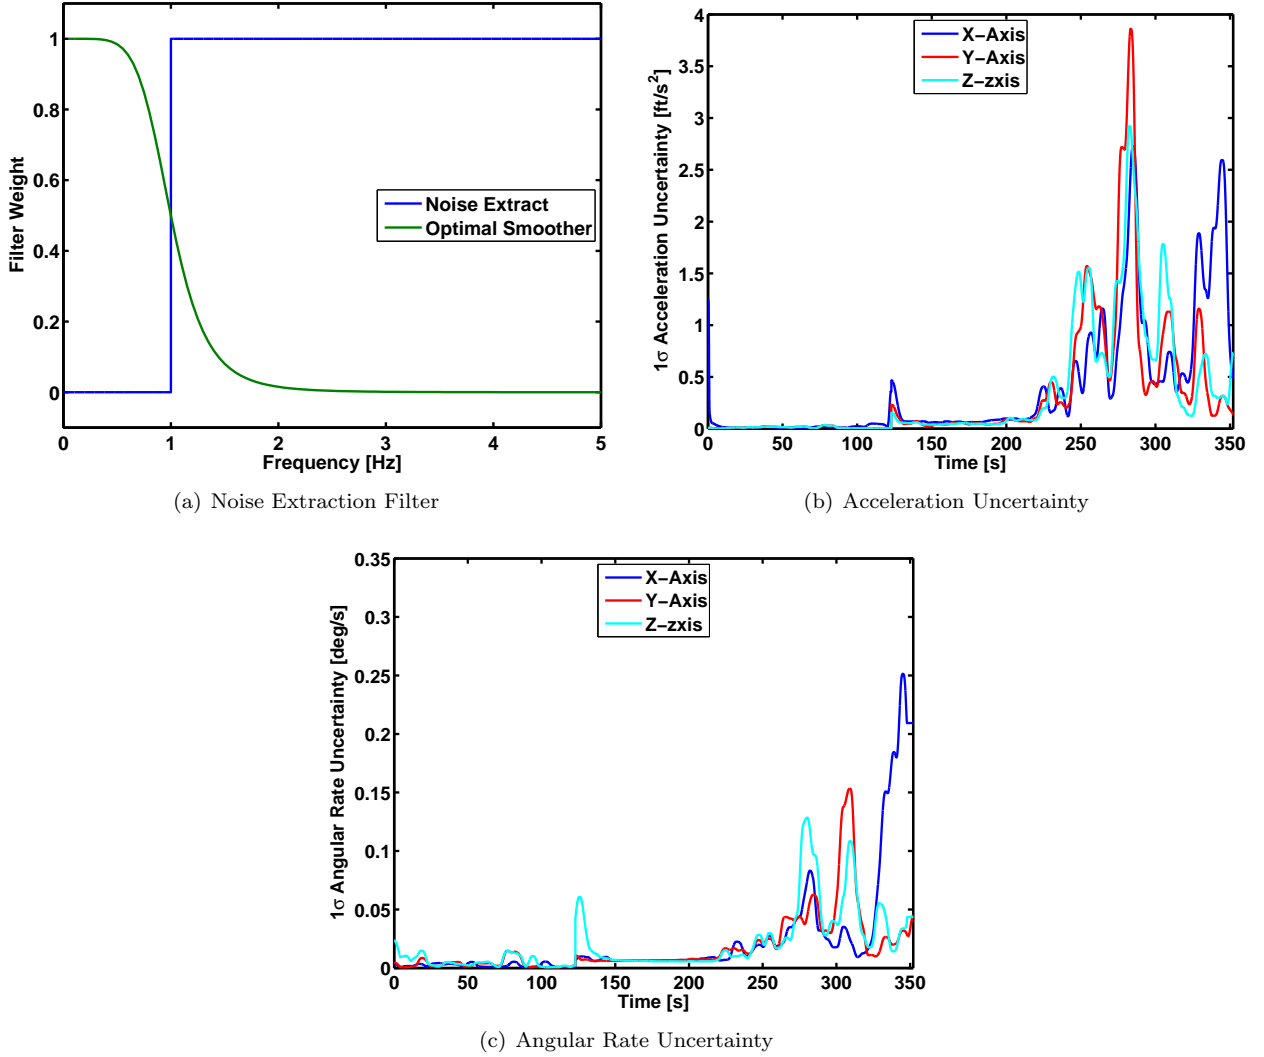 1
0.8
0.6
0.4
0.2
0
Filter Weight
0
1
2
3
4
5
Frequency [Hz]
Noise Extract
Optimal Smoother
(a) Noise Extraction Filter
4
3.5
3
2.5
2
1.5
1
0.5
0
1σ Acceleration Uncertainty [ft/s²]
0
50
100
150
200
250
300
350
Time [s]
X−Axis
Y−Axis
Z−zxis
(b) Acceleration Uncertainty
0.35
0.3
0.25
0.2
0.15
0.1
0.05
0
1σ Angular Rate Uncertainty [deg/s]
0
50
100
150
200
250
300
350
Time [s]
X−Axis
Y−Axis
Z−zxis
(c) Angular Rate Uncertainty